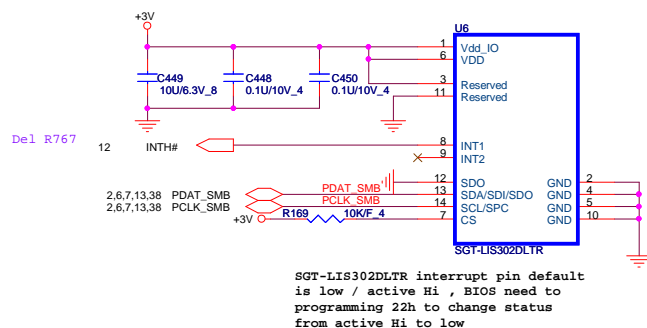 +3V
U6
1 Vdd_IO
6 VDD
C449
10U/6.3V_8
C448
0.1U/10V_4
C450
0.1U/10V_4
3 Reserved
11 Reserved
Del R767
12 INTH#
8 INT1
9 INT2
12 SDO
2,6,7,13,38 PDAT_SMB PDAT_SMB 13 SDA/SDI/SDO
2,6,7,13,38 PCLK_SMB PCLK_SMB 14 SCL/SPC
+3V R169 10K/F_4 7 CS
GND 2
GND 4
GND 5
GND 10
SGT-LIS302DLTR
SGT-LIS302DLTR interrupt pin default
is low / active Hi , BIOS need to
programming 22h to change status
from active Hi to low